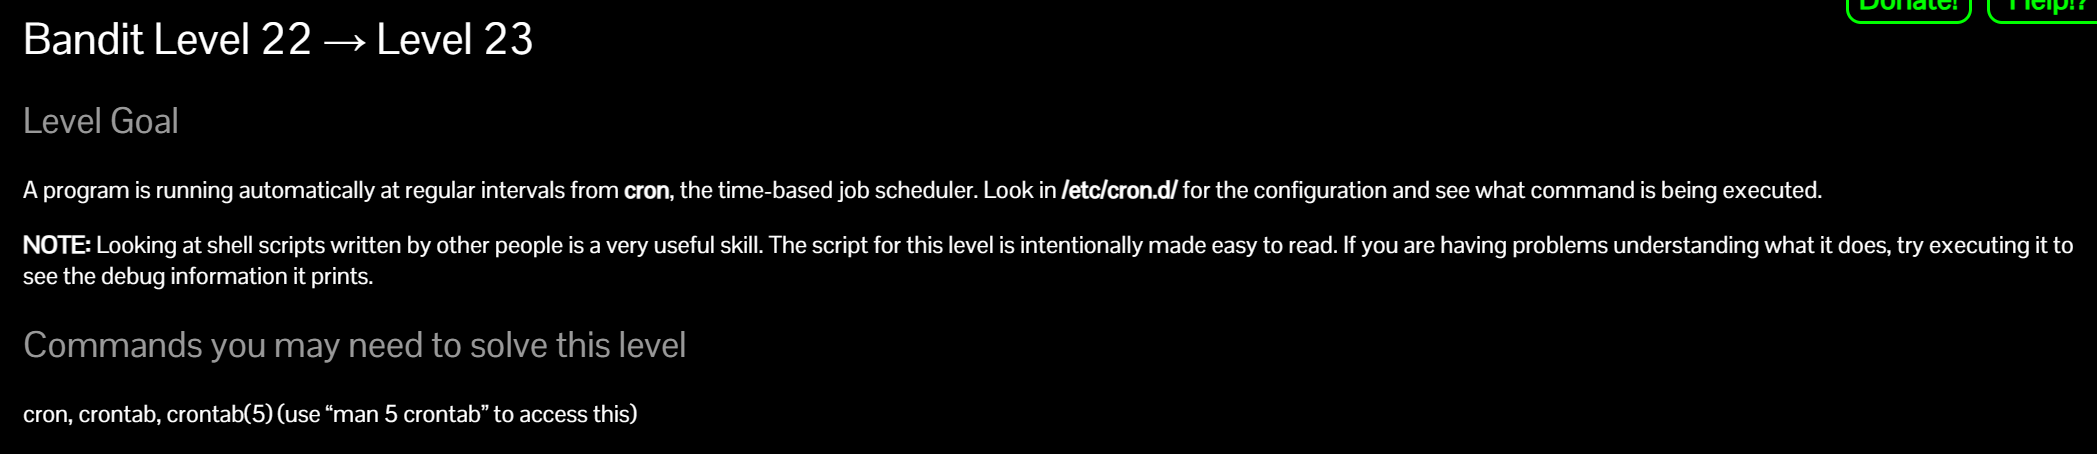 Donate!
Help!?
Bandit Level 22 → Level 23
Level Goal
A program is running automatically at regular intervals from cron, the time-based job scheduler. Look in /etc/cron.d/ for the configuration and see what command is being executed.
NOTE: Looking at shell scripts written by other people is a very useful skill. The script for this level is intentionally made easy to read. If you are having problems understanding what it does, try executing it to
see the debug information it prints.
Commands you may need to solve this level
cron, crontab, crontab(5) (use “man 5 crontab” to access this)